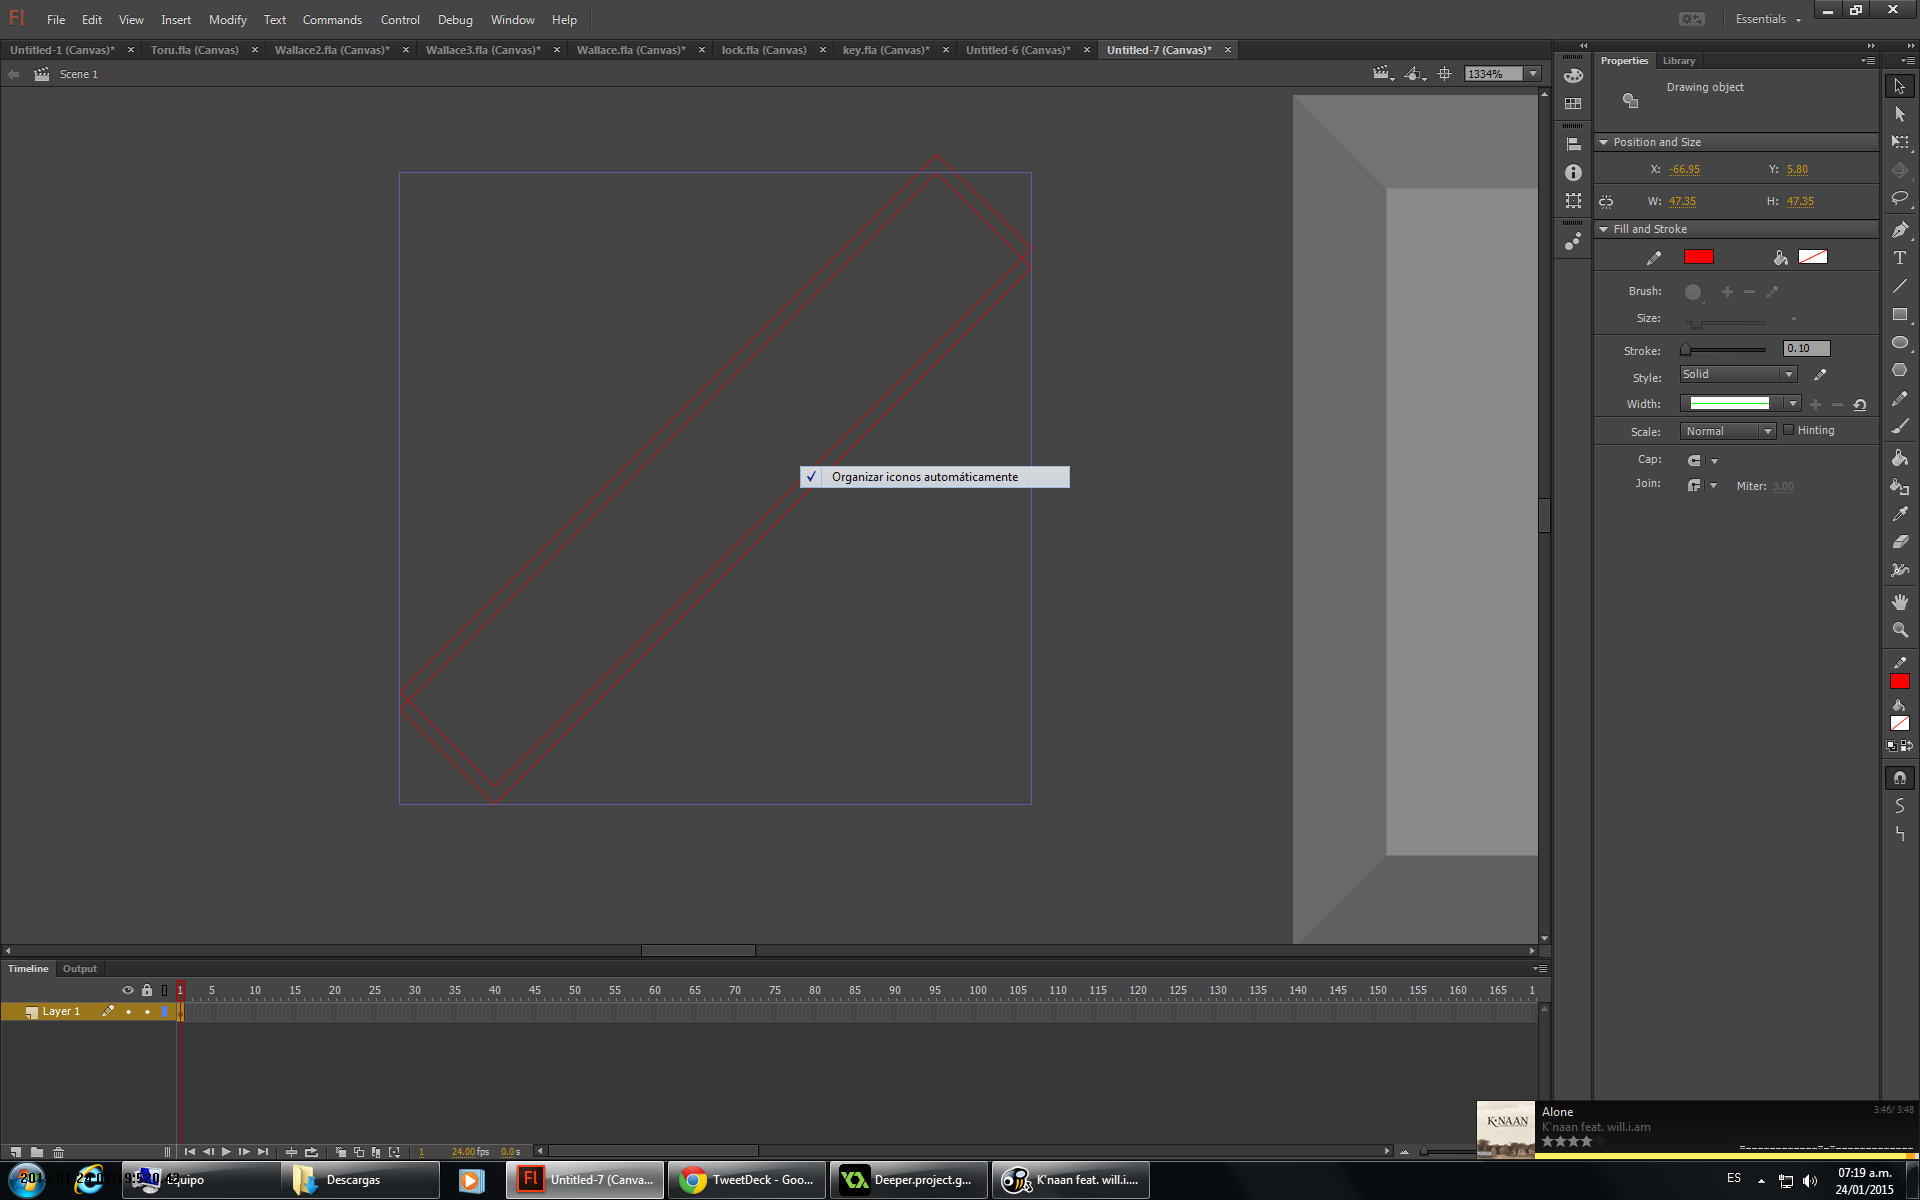 Fl File Edit View Insert Modify Text Commands Control Debug Window Help Essentials
Untitled-1 (Canvas)* Toru.fla (Canvas) Wallace2.fla (Canvas)* Wallace3.fla (Canvas)* Wallace.fla (Canvas)* lock.fla (Canvas) key.fla (Canvas)* Untitled-6 (Canvas)* Untitled-7 (Canvas)*
Scene 1
1334%
Properties Library
Drawing object
Position and Size
X: -66.95 Y: 5.80
W: 47.35 H: 47.35
Fill and Stroke
Brush:
Size:
Stroke: 0.10
Style: Solid
Width:
Scale: Normal Hinting
Cap:
Join: Miter: 3.00
T
Organizar iconos automáticamente
Timeline Output
1 5 10 15 20 25 30 35 40 45 50 55 60 65 70 75 80 85 90 95 100 105 110 115 120 125 130 135 140 145 150 155 160 165 1
Layer 1
1 24.00 fps 0.0 s
K'NAAN
Alone
3:46/ 3:48
K'naan feat. will.i.am
Equipo
Descargas
Fl Untitled-7 (Canva...
TweetDeck - Goo...
Deeper.project.g...
K'naan feat. will.i....
ES
07:19 a.m.
24/01/2015